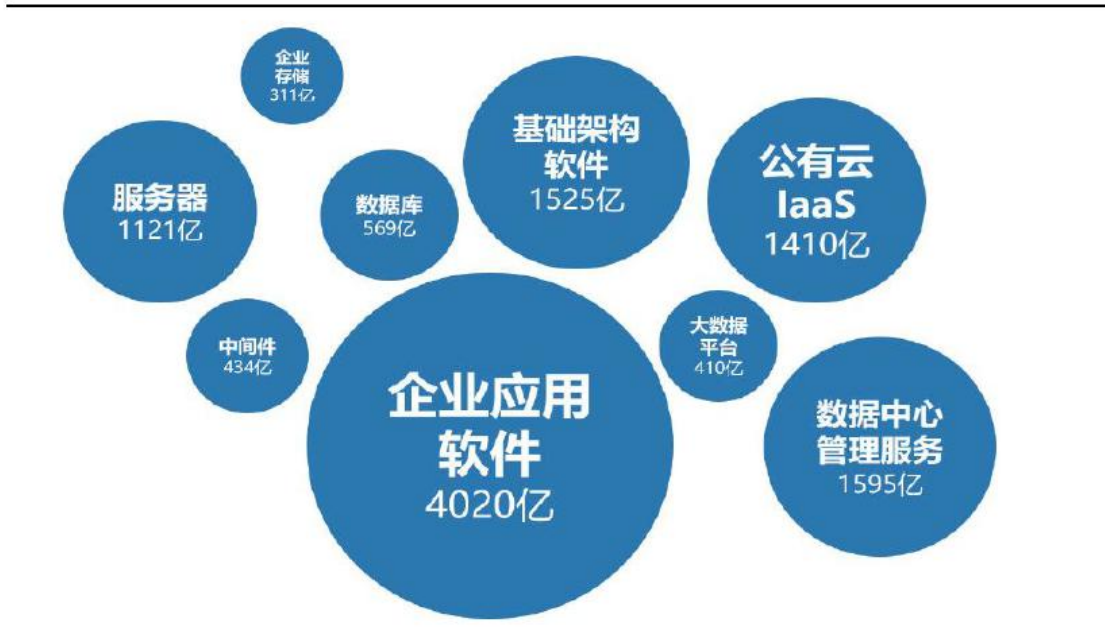 企业
存储
311亿
基础架构
软件
1525亿
公有云
IaaS
1410亿
服务器
1121亿
数据库
569亿
中间件
434亿
大数据
平台
410亿
企业应用
软件
4020亿
数据中心
管理服务
1595亿